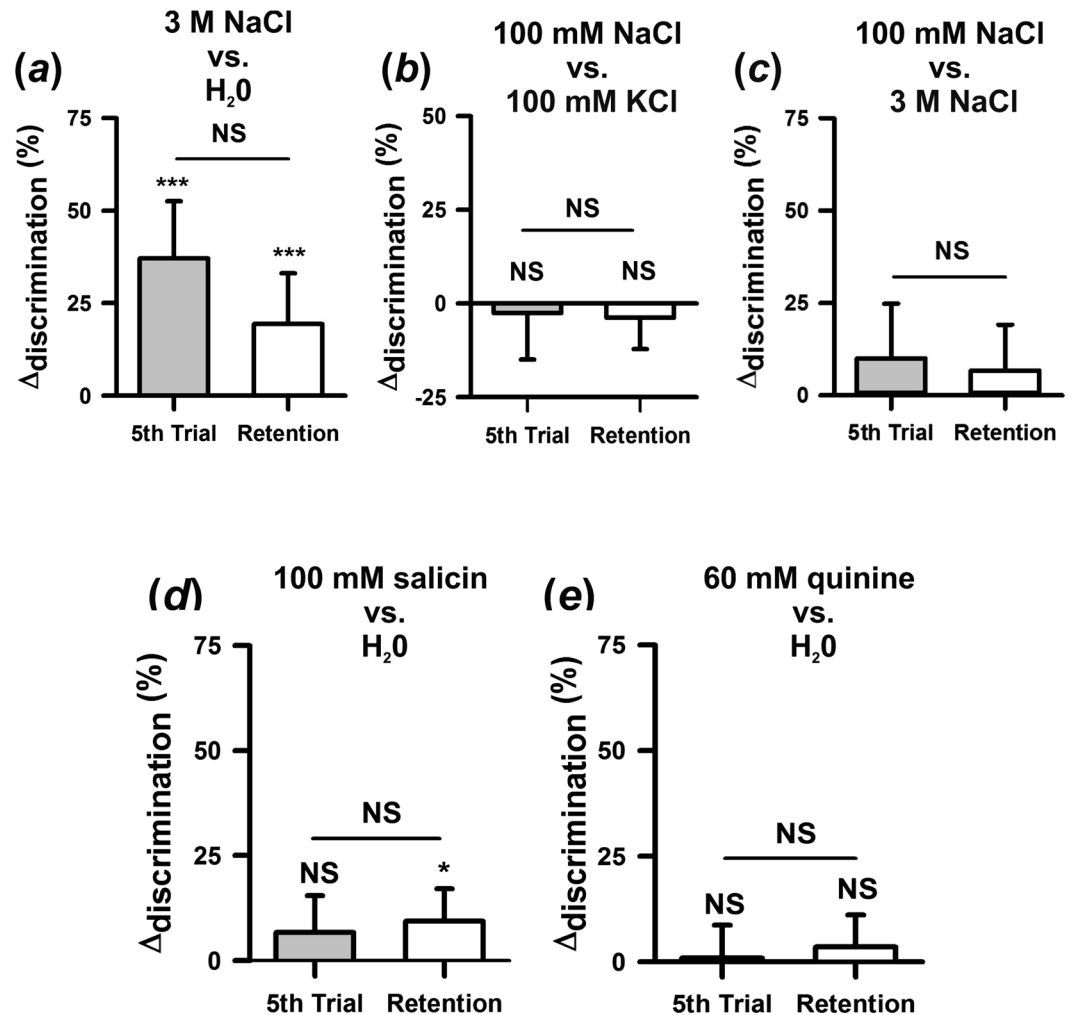 (a)
3 M NaCl
vs.
H₂0
Δdiscrimination (%)
75
50
25
0
NS
***
***
5th Trial
Retention
(b)
100 mM NaCl
vs.
100 mM KCl
Δdiscrimination (%)
50
25
0
-25
NS
NS
NS
5th Trial
Retention
(c)
100 mM NaCl
vs.
3 M NaCl
Δdiscrimination (%)
75
50
25
0
NS
5th Trial
Retention
(d)
100 mM salicin
vs.
H₂0
Δdiscrimination (%)
75
50
25
0
NS
NS
*
5th Trial
Retention
(e)
60 mM quinine
vs.
H₂0
Δdiscrimination (%)
75
50
25
0
NS
NS
NS
5th Trial
Retention